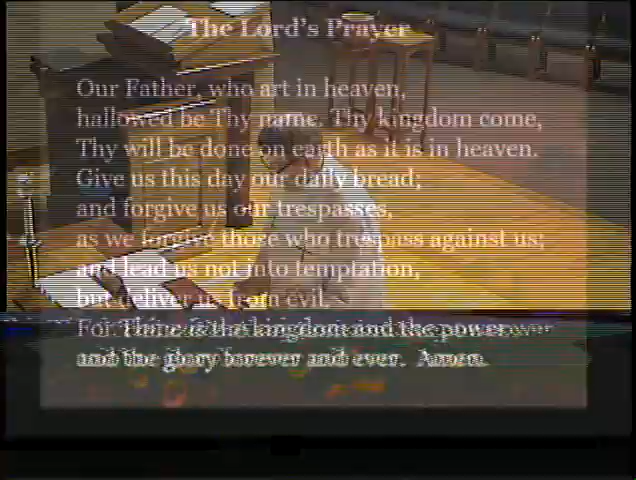 The Lord's Prayer
Our Father, who art in heaven,
hallowed be Thy name. Thy kingdom come,
Thy will be done on earth as it is in heaven.
Give us this day our daily bread;
and forgive us our trespasses,
as we forgive those who trespass against us;
and lead us not into temptation,
but deliver us from evil.
For Thine is the kingdom and the power
and the glory forever and ever. Amen.